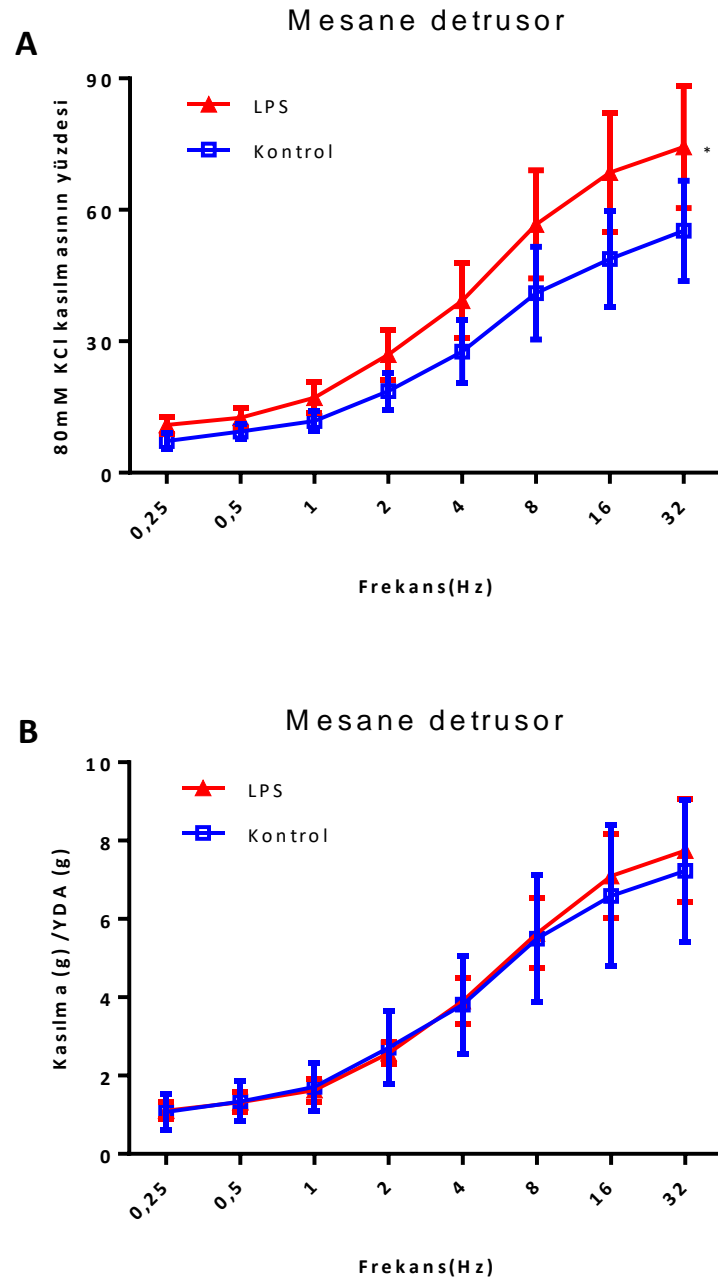 Mesane detrusor
A
80mM KCl kasılmasının yüzdesi
90
60
30
0
LPS
Kontrol
*
0,25
0,5
1
2
4
8
16
32
Frekans(Hz)
Mesane detrusor
B
Kasılma (g) /YDA (g)
10
8
6
4
2
0
LPS
Kontrol
0,25
0,5
1
2
4
8
16
32
Frekans(Hz)